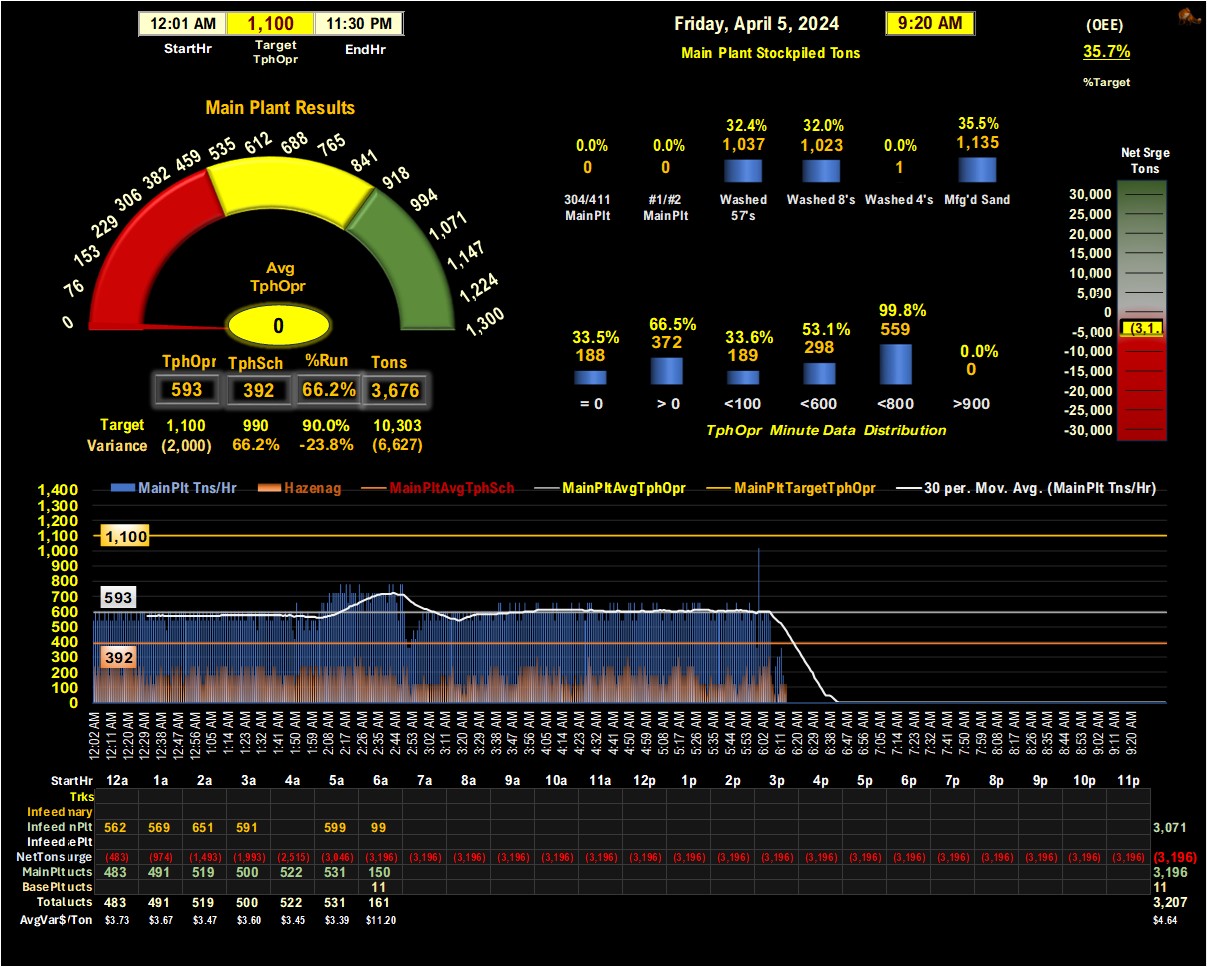 12:01 AM 1,100 11:30 PM
StartHr Target TphOpr EndHr
Friday, April 5, 2024 9:20 AM
Main Plant Stockpiled Tons
(OEE)
35.7%
%Target
Main Plant Results
0 76 153 229 306 382 459 535 612 688 765 841 918 994 1,071 1,147 1,224 1,300
Avg
TphOpr
0
TphOpr TphSch %Run Tons
593 392 66.2% 3,676
Target 1,100 990 90.0% 10,303
Variance (2,000) 66.2% -23.8% (6,627)
0.0% 0.0% 32.4% 32.0% 0.0% 35.5%
0 0 1,037 1,023 1 1,135
304/411 MainPlt #1/#2 MainPlt Washed 57's Washed 8's Washed 4's Mfg'd Sand
33.5% 66.5% 33.6% 53.1% 99.8% 0.0%
188 372 189 298 559 0
= 0 > 0 <100 <600 <800 >900
TphOpr Minute Data Distribution
Net Srge
Tons
30,000
25,000
20,000
15,000
10,000
5,000
0
-5,000
-10,000
-15,000
-20,000
-25,000
-30,000
(3,1.
MainPlt Tns/Hr Hazenag MainPltAvgTphSch MainPltAvgTphOpr MainPltTargetTphOpr 30 per. Mov. Avg. (MainPlt Tns/Hr)
1,400
1,300
1,200
1,100
1,000
900
800
700
600
500
400
300
200
100
0
1,100
593
392
12:02 AM 12:11 AM 12:20 AM 12:29 AM 12:38 AM 12:47 AM 12:56 AM 1:05 AM 1:14 AM 1:23 AM 1:32 AM 1:41 AM 1:50 AM 1:59 AM 2:08 AM 2:17 AM 2:26 AM 2:35 AM 2:44 AM 2:53 AM 3:02 AM 3:11 AM 3:20 AM 3:29 AM 3:38 AM 3:47 AM 3:56 AM 4:05 AM 4:14 AM 4:23 AM 4:32 AM 4:41 AM 4:50 AM 4:59 AM 5:08 AM 5:17 AM 5:26 AM 5:35 AM 5:44 AM 5:53 AM 6:02 AM 6:11 AM 6:20 AM 6:29 AM 6:38 AM 6:47 AM 6:56 AM 7:05 AM 7:14 AM 7:23 AM 7:32 AM 7:41 AM 7:50 AM 7:59 AM 8:08 AM 8:17 AM 8:26 AM 8:35 AM 8:44 AM 8:53 AM 9:02 AM 9:11 AM 9:20 AM
StartHr 12a 1a 2a 3a 4a 5a 6a 7a 8a 9a 10a 11a 12p 1p 2p 3p 4p 5p 6p 7p 8p 9p 10p 11p
Trks
Infeed mary
Infeed nPlt 562 569 651 591 599 99 3,071
Infeed ePlt
NetTons urge (483) (974) (1,493) (1,993) (2,515) (3,046) (3,196) (3,196) (3,196) (3,196) (3,196) (3,196) (3,196) (3,196) (3,196) (3,196) (3,196) (3,196) (3,196) (3,196) (3,196) (3,196) (3,196) (3,196) (3,196)
MainPlt ucts 483 491 519 500 522 531 150 3,196
BasePlt ucts 11 11
Total ucts 483 491 519 500 522 531 161 3,207
AvgVar$/Ton $3.73 $3.67 $3.47 $3.60 $3.45 $3.39 $11.20 $4.64